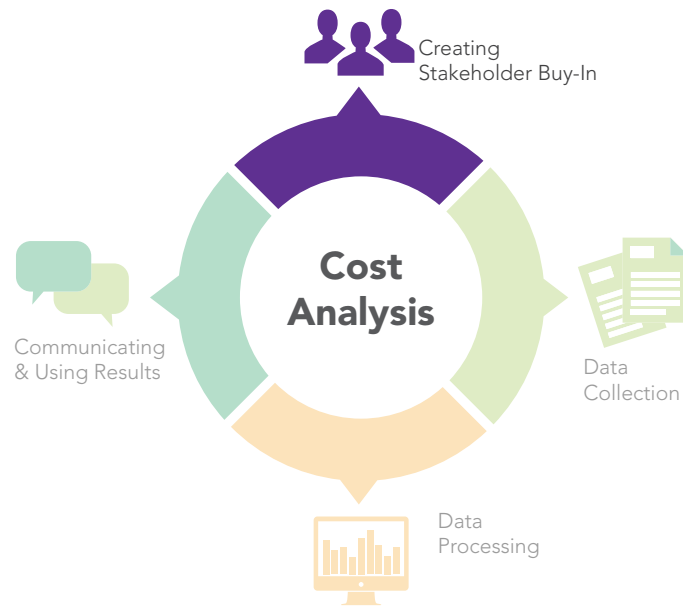 Creating
Stakeholder Buy-In
Cost
Analysis
Communicating
& Using Results
Data
Collection
Data
Processing